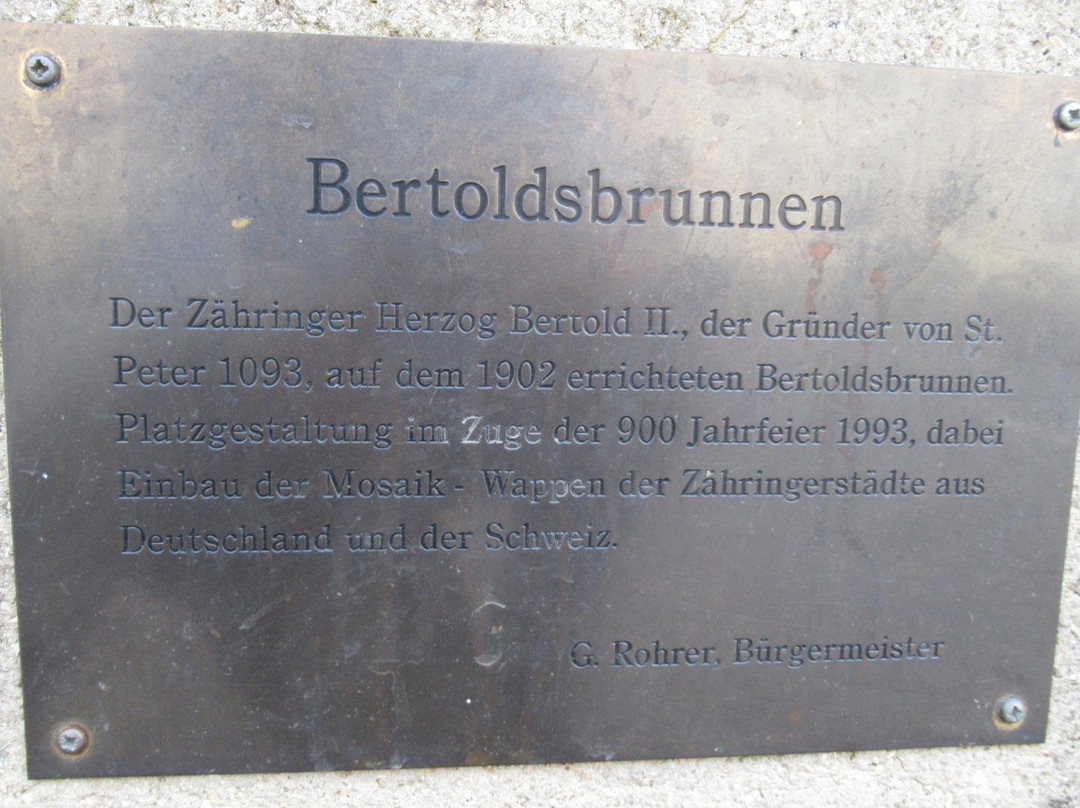 Bertoldsbrunnen
Der Zähringer Herzog Bertold II., der Gründer von St.
Peter 1093, auf dem 1902 errichteten Bertoldsbrunnen.
Platzgestaltung im Zuge der 900 Jahrfeier 1993, dabei
Einbau der Mosaik - Wappen der Zähringerstädte aus
Deutschland und der Schweiz.
G. Rohrer, Bürgermeister